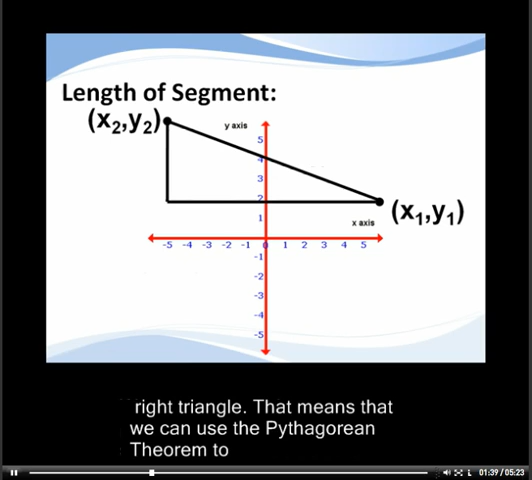 Length of Segment:
(x₂,y₂)
y axis
5
4
3
2
1
(x₁,y₁)
x axis
-5 -4 -3 -2 -1 0 1 2 3 4 5
-1
-2
-3
-4
-5
right triangle. That means that
we can use the Pythagorean
Theorem to
01:39 / 05:23